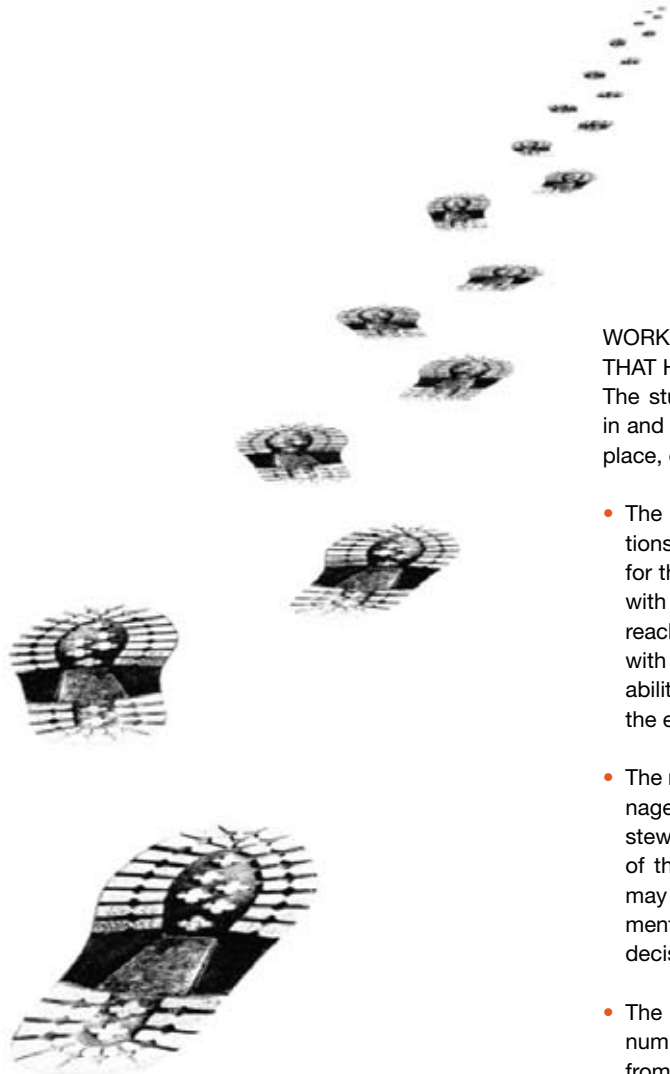 WORK
THAT H
The stu
in and
place,
• The
tions
for th
with
reach
with
abilit
the e
• The
nage
stew
of th
may
ment
decis
• The
num
from